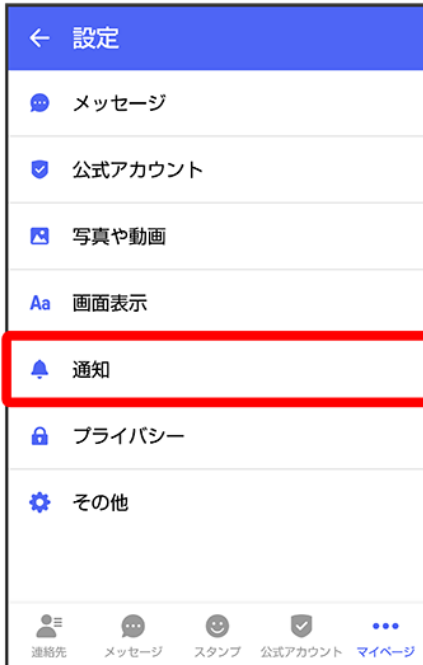 設定
メッセージ
公式アカウント
写真や動画
Aa 画面表示
通知
プライバシー
その他
連絡先 メッセージ スタンプ 公式アカウント マイページ